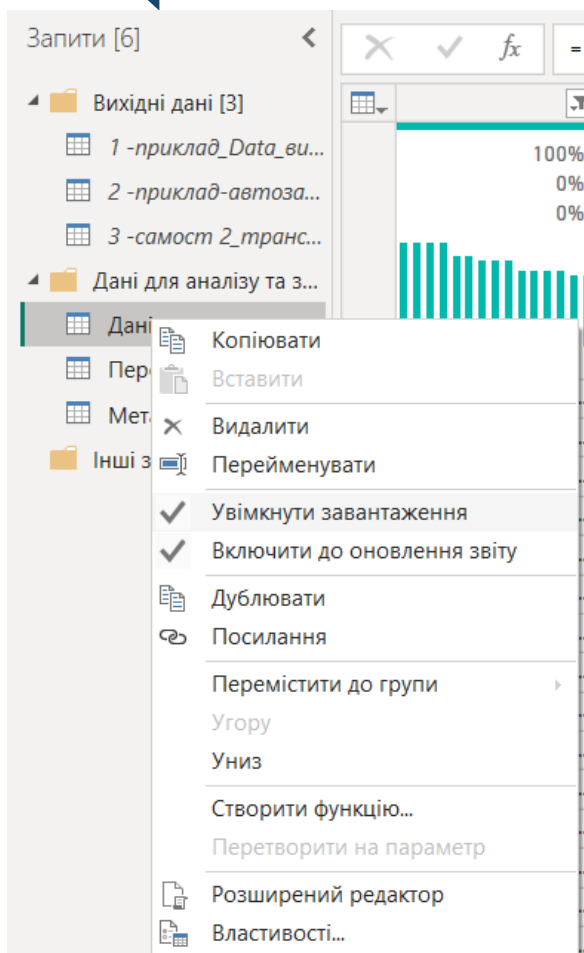 Запити [6]
fx =
Вихідні дані [3]
1 -приклад_Data_ви...
100%
2 -приклад-автоза...
0%
3 -самост 2_транс...
0%
Дані для аналізу та з...
Дані
Копіювати
Пер
Вставити
Мет
Видалити
Інші з
Перейменувати
Увімкнути завантаження
Включити до оновлення звіту
Дублювати
Посилання
Перемістити до групи
Угору
Униз
Створити функцію...
Перетворити на параметр
Розширений редактор
Властивості...